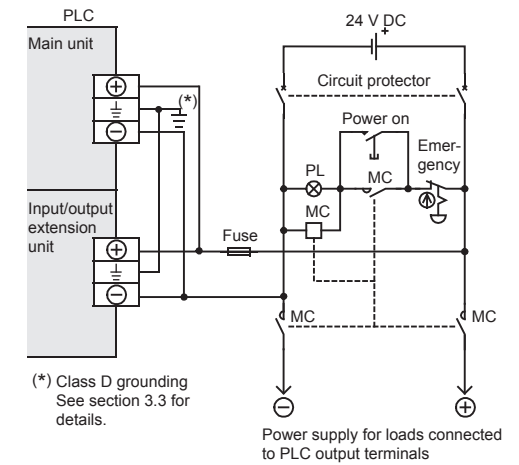 PLC
Main unit
(*)
Input/output
extension
unit
(*) Class D grounding
See section 3.3 for
details.
24 V DC
+
Circuit protector
Power on
Emer-
gency
PL
MC
MC
Fuse
MC
MC
Power supply for loads connected
to PLC output terminals